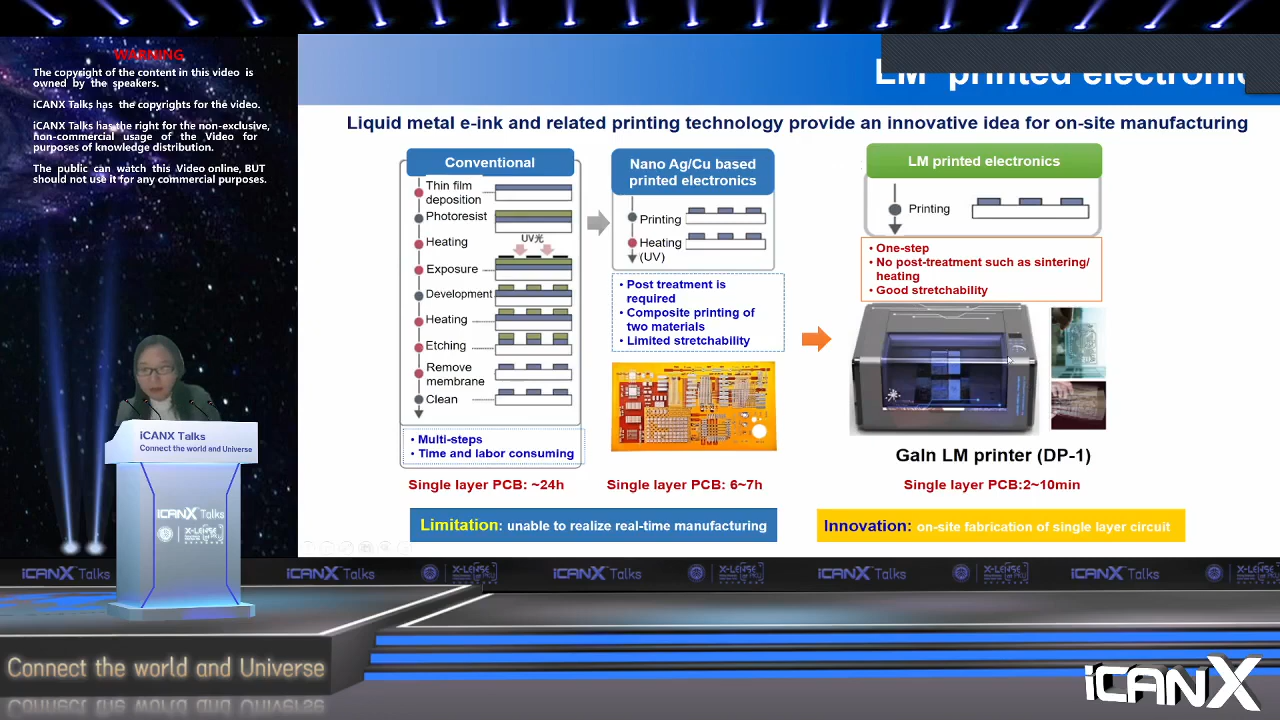 WARNING
The copyright of the content in this video is
owned by the speakers.
iCANX Talks has the copyrights for the video.
iCANX Talks has the right for the non-exclusive,
non-commercial usage of the Video for
purposes of knowledge distribution.
The public can watch this Video online, BUT
should not use it for any commercial purposes.
LM printed electronic
Liquid metal e-ink and related printing technology provide an innovative idea for on-site manufacturing
Conventional
Thin film
deposition
Photoresist
Heating
UV光
Exposure
Development
Heating
Etching
Remove
membrane
Clean
• Multi-steps
• Time and labor consuming
Single layer PCB: ~24h
Nano Ag/Cu based
printed electronics
Printing
Heating
(UV)
• Post treatment is
required
• Composite printing of
two materials
• Limited stretchability
Single layer PCB: 6~7h
Limitation: unable to realize real-time manufacturing
LM printed electronics
Printing
• One-step
• No post-treatment such as sintering/
heating
• Good stretchability
GaIn LM printer (DP-1)
Single layer PCB:2~10min
Innovation: on-site fabrication of single layer circuit
iCANX Talks
Connect the world and Universe
iCANX Talks
X-LENSE
iCANX Talks
X-LENSE
iCANX Talks
X-LENSE
iCANX Talks
X-LENSE
iCANX Talks
X-LENSE
iCANX Talks
X-LENSE
Connect the world and Universe
iCANX